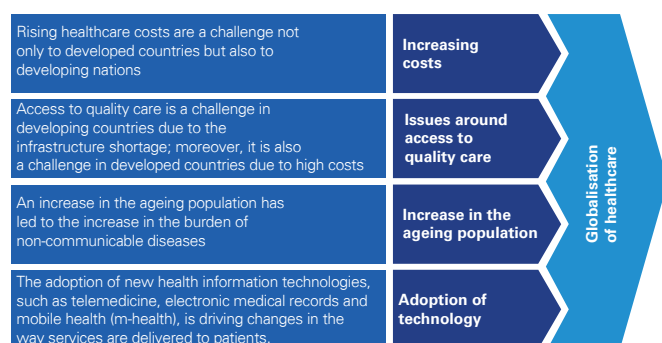 Rising healthcare costs are a challenge not
only to developed countries but also to
developing nations
Increasing
costs
Access to quality care is a challenge in
developing countries due to the
infrastructure shortage; moreover, it is also
a challenge in developed countries due to high costs
Issues around
access to
quality care
An increase in the ageing population has
led to the increase in the burden of
non-communicable diseases
Increase in the
ageing population
The adoption of new health information technologies,
such as telemedicine, electronic medical records and
mobile health (m-health), is driving changes in the
way services are delivered to patients.
Adoption of
technology
Globalisation
of healthcare